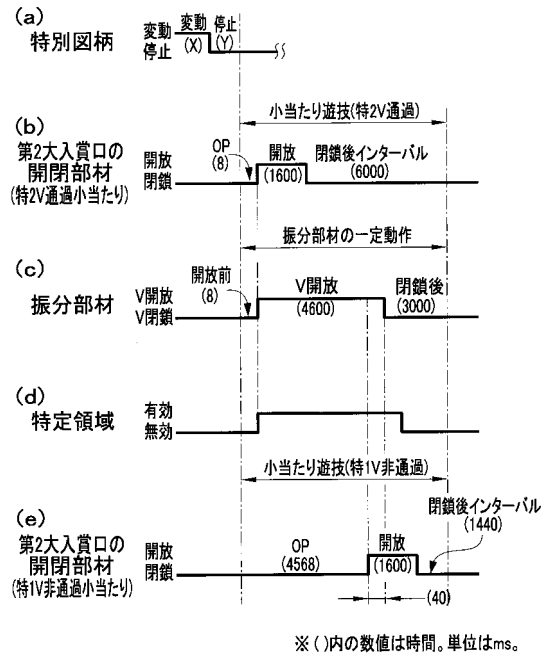 (a)
特別図柄
変動
停止
変動
(X)
停止
(Y)
小当たり遊技(特2V通過)
(b)
第2大入賞口の
開閉部材
(特2V通過小当たり)
開放
閉鎖
OP
(8)
開放
(1600)
閉鎖後インターバル
(6000)
振分部材の一定動作
(c)
振分部材
V開放
V閉鎖
開放前
(8)
V開放
(4600)
閉鎖後
(3000)
(d)
特定領域
有効
無効
小当たり遊技(特1V非通過)
(e)
第2大入賞口の
開閉部材
(特1V非通過小当たり)
開放
閉鎖
OP
(4568)
開放
(1600)
閉鎖後インターバル
(1440)
(40)
※()内の数値は時間。単位はms。